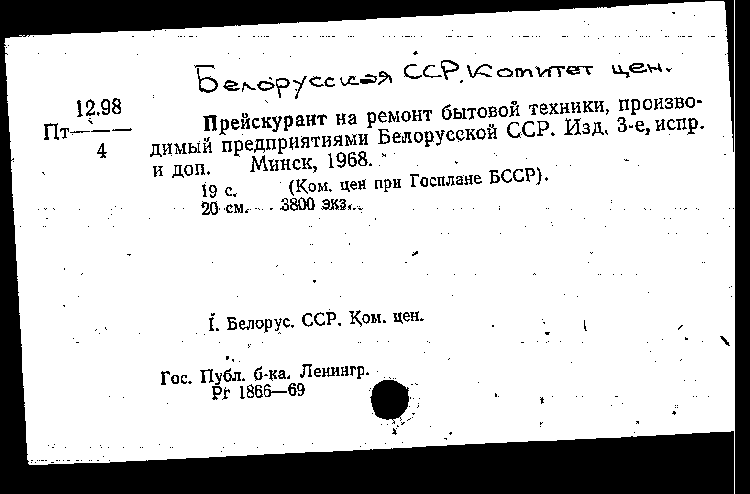 Белорусская ССР. Комитет цен.
12.98
Пт
4
Прейскурант на ремонт бытовой техники, произво-
димый предприятиями Белорусской ССР. Изд. 3-е, испр.
и доп. Минск, 1968.
19 с. (Ком. цен при Госплане БССР).
20 см. 3800 экз.
I. Белорус. ССР. Ком. цен.
Гос. Публ. б-ка. Ленингр.
Рг 1866—69